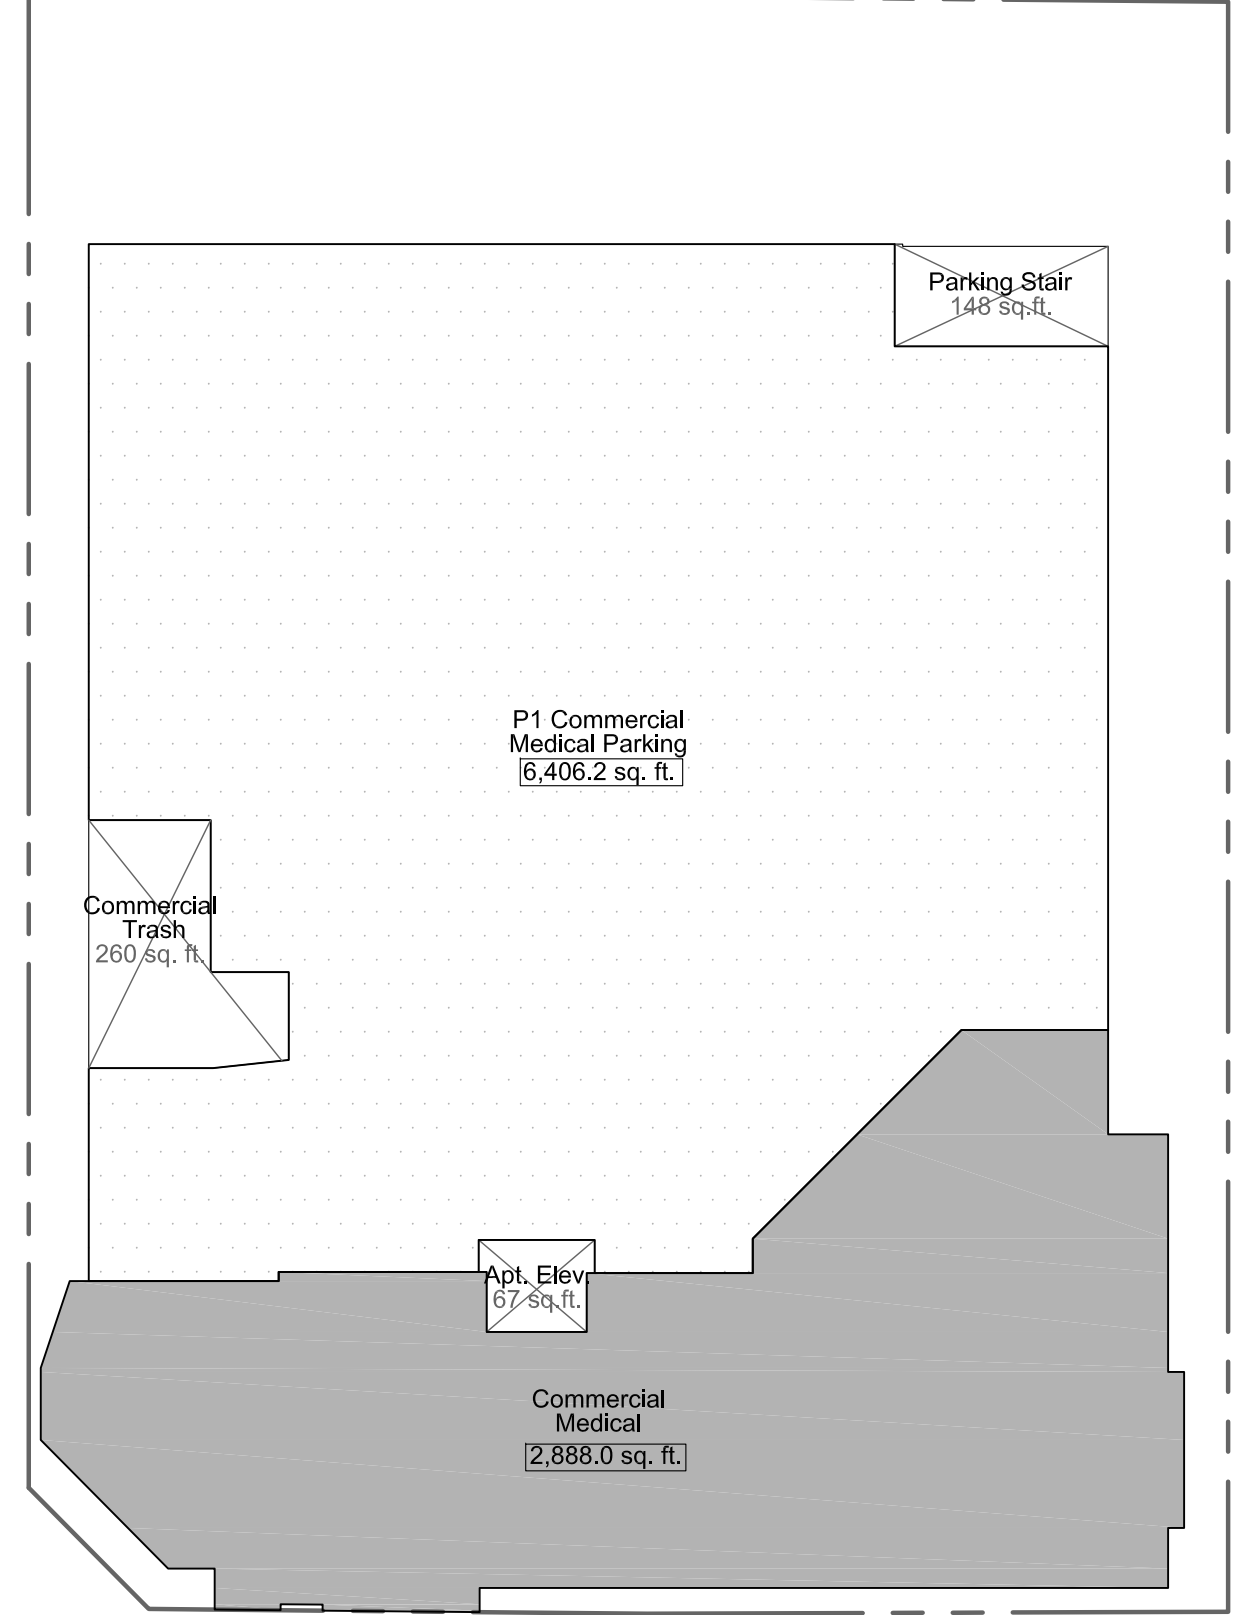 Parking Stair
148 sq.ft.
P1 Commercial
Medical Parking
6,406.2 sq. ft.
Commercial
Trash
260 sq. ft.
Apt. Elev.
67 sq.ft.
Commercial
Medical
2,888.0 sq. ft.